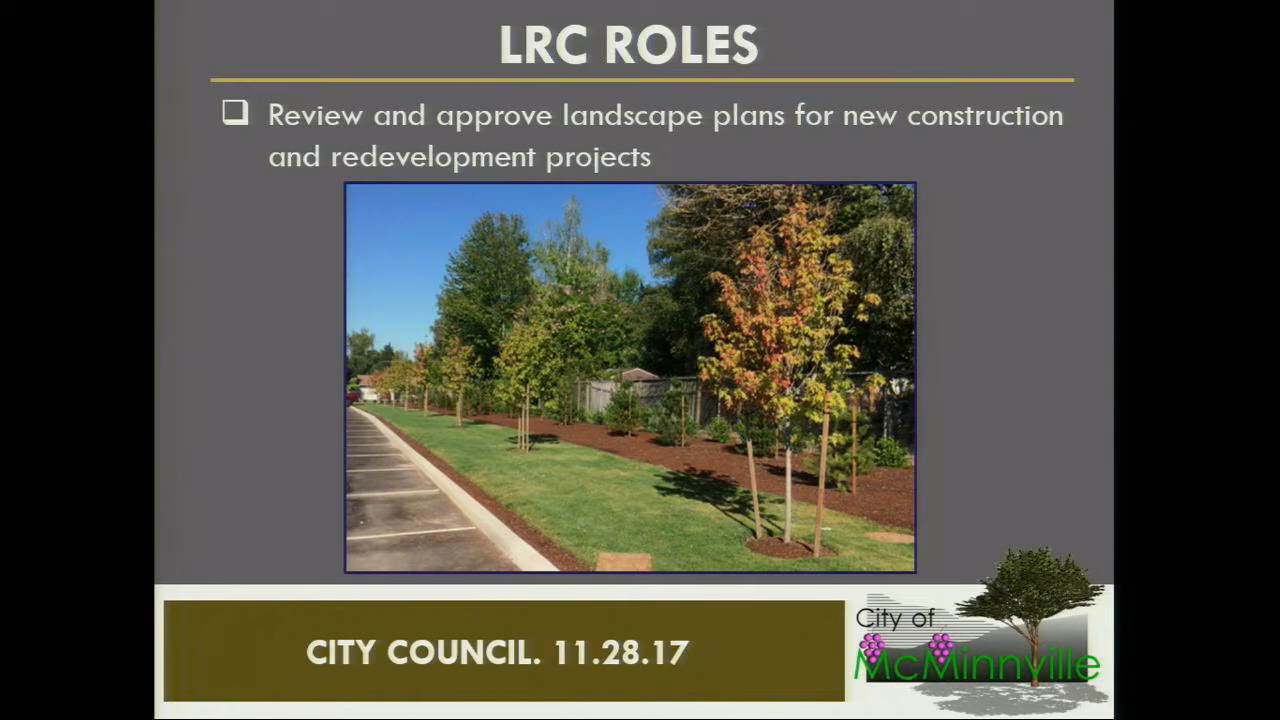 LRC ROLES
Review and approve landscape plans for new construction
and redevelopment projects
CITY COUNCIL. 11.28.17
City of
McMinnville